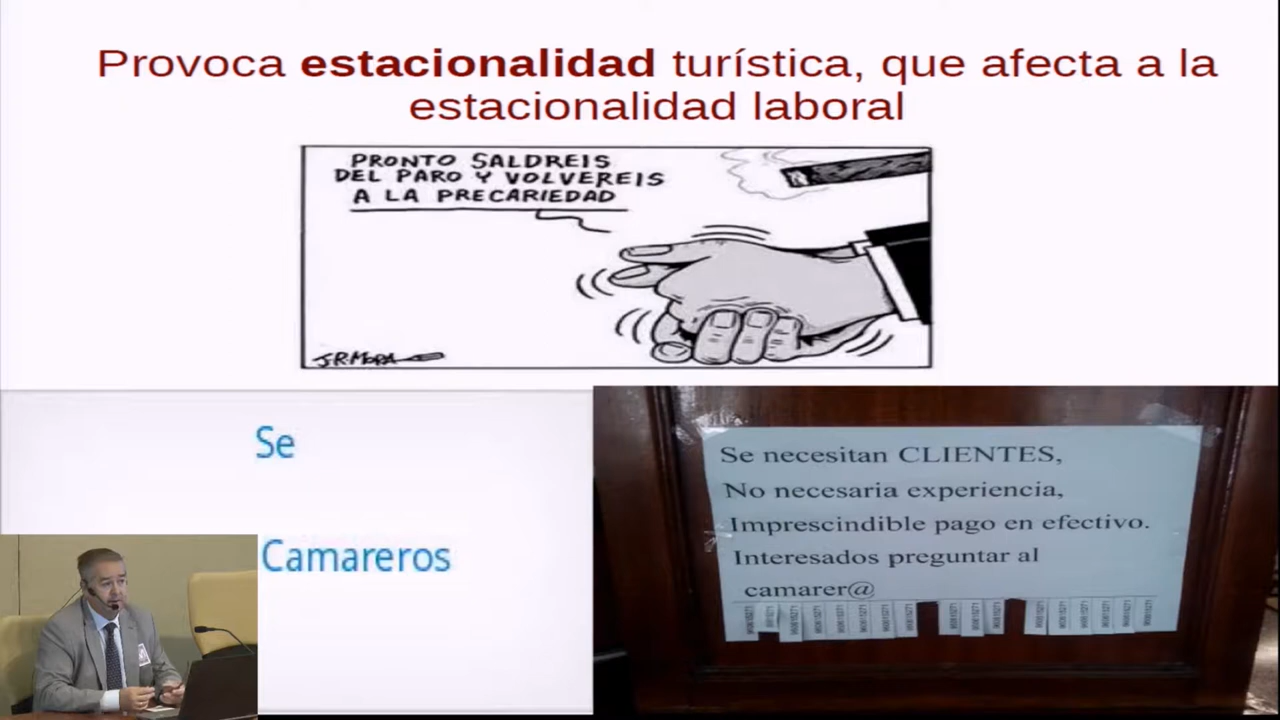 Provoca estacionalidad turística, que afecta a la
estacionalidad laboral
PRONTO SALDREIS
DEL PARO Y VOLVEREIS
A LA PRECARIEDAD
J.R.MORA
Se
Camareros
Se necesitan CLIENTES,
No necesaria experiencia,
Imprescindible pago en efectivo.
Interesados preguntar al
camarer@